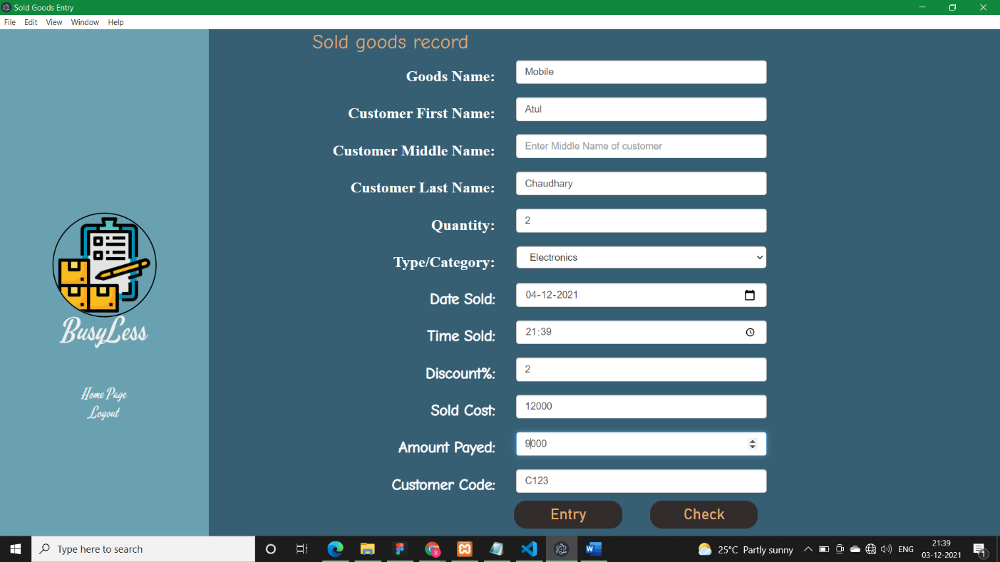 Sold Goods Entry
File Edit View Window Help
Sold goods record
Goods Name: Mobile
Customer First Name: Atul
Customer Middle Name: Enter Middle Name of customer
Customer Last Name: Chaudhary
Quantity: 2
Type/Category: Electronics
Date Sold: 04-12-2021
Time Sold: 21:39
Discount%: 2
Sold Cost: 12000
Amount Payed: 9000
Customer Code: C123
Entry Check
BusyLess
Home Page
Logout
Type here to search
25°C Partly sunny
ENG
21:39
03-12-2021
1